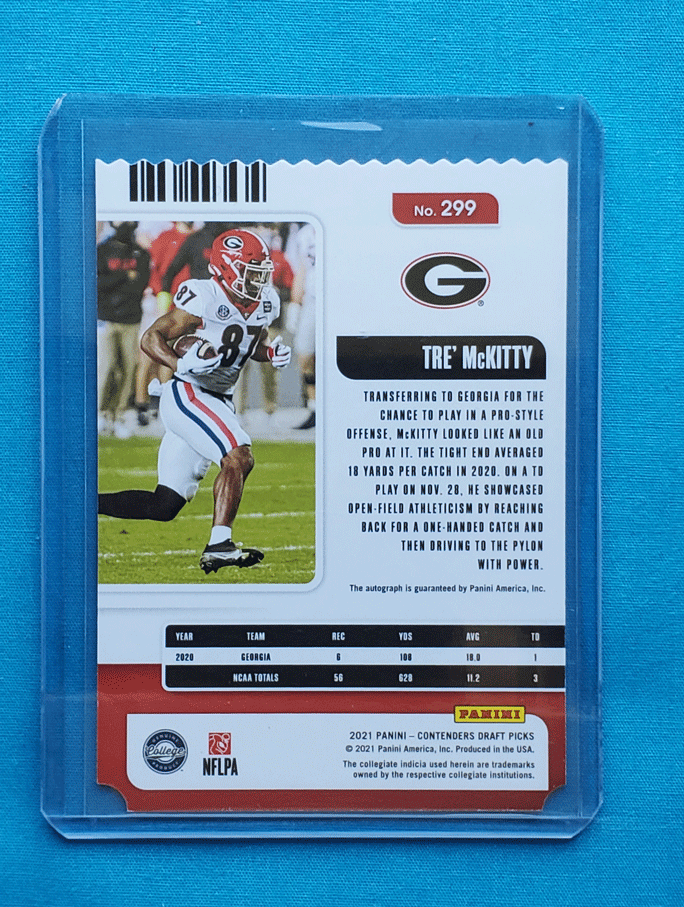 No. 299
G
®
TRE' McKITTY
87
87
TRANSFERRING TO GEORGIA FOR THE
CHANCE TO PLAY IN A PRO-STYLE
OFFENSE, McKITTY LOOKED LIKE AN OLD
PRO AT IT. THE TIGHT END AVERAGED
18 YARDS PER CATCH IN 2020. ON A TD
PLAY ON NOV. 28, HE SHOWCASED
OPEN-FIELD ATHLETICISM BY REACHING
BACK FOR A ONE-HANDED CATCH AND
THEN DRIVING TO THE PYLON
WITH POWER.
The autograph is guaranteed by Panini America, Inc.
YEAR TEAM REC YDS AVG TD
2020 GEORGIA 6 108 18.0 1
NCAA TOTALS 56 628 11.2 3
PANINI
GENUINE
College
PRODUCT
NFLPA
2021 PANINI – CONTENDERS DRAFT PICKS
© 2021 Panini America, Inc. Produced in the USA.
The collegiate indicia used herein are trademarks
owned by the respective collegiate institutions.